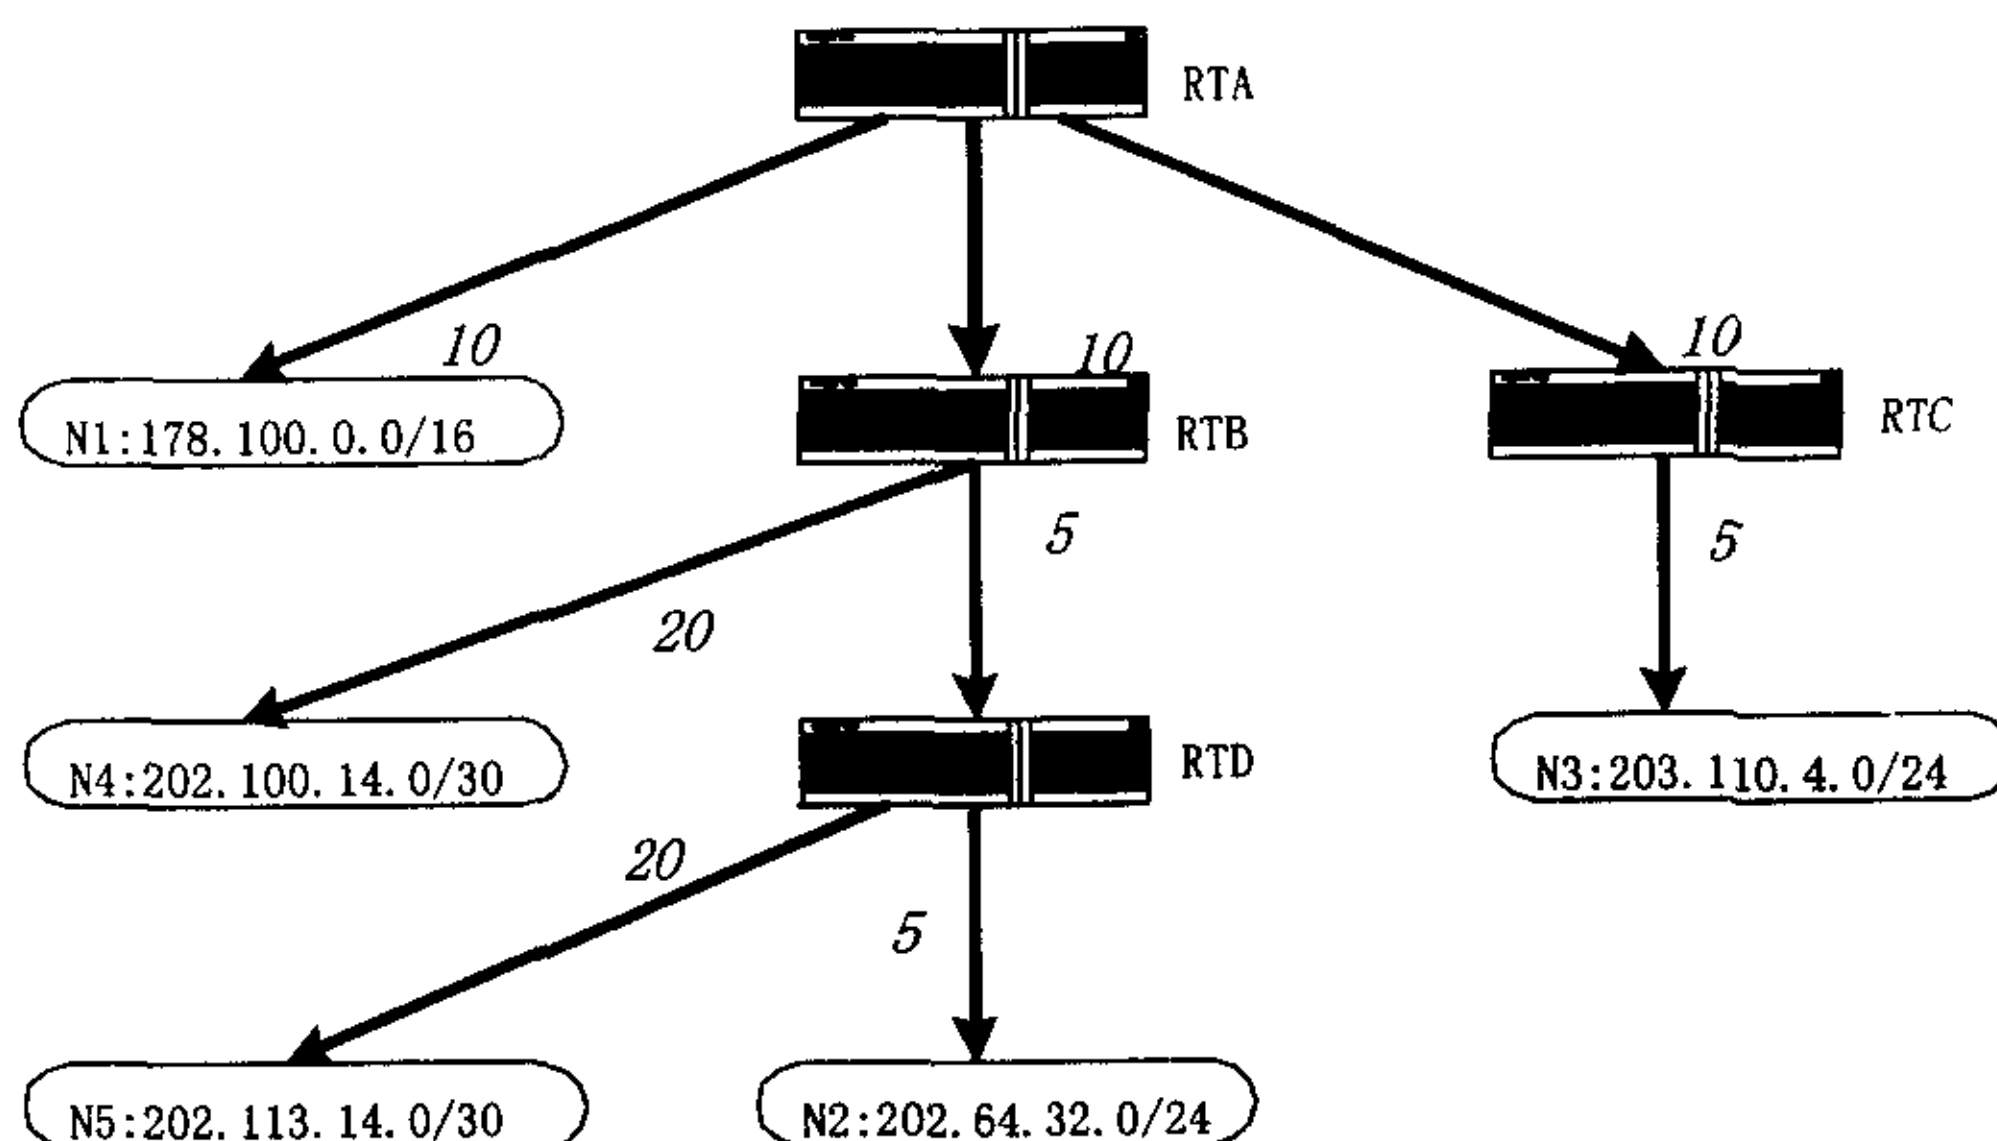 RTA
10
10
10
N1:178.100.0.0/16
RTB
RTC
5
5
20
N4:202.100.14.0/30
RTD
N3:203.110.4.0/24
20
5
N5:202.113.14.0/30
N2:202.64.32.0/24